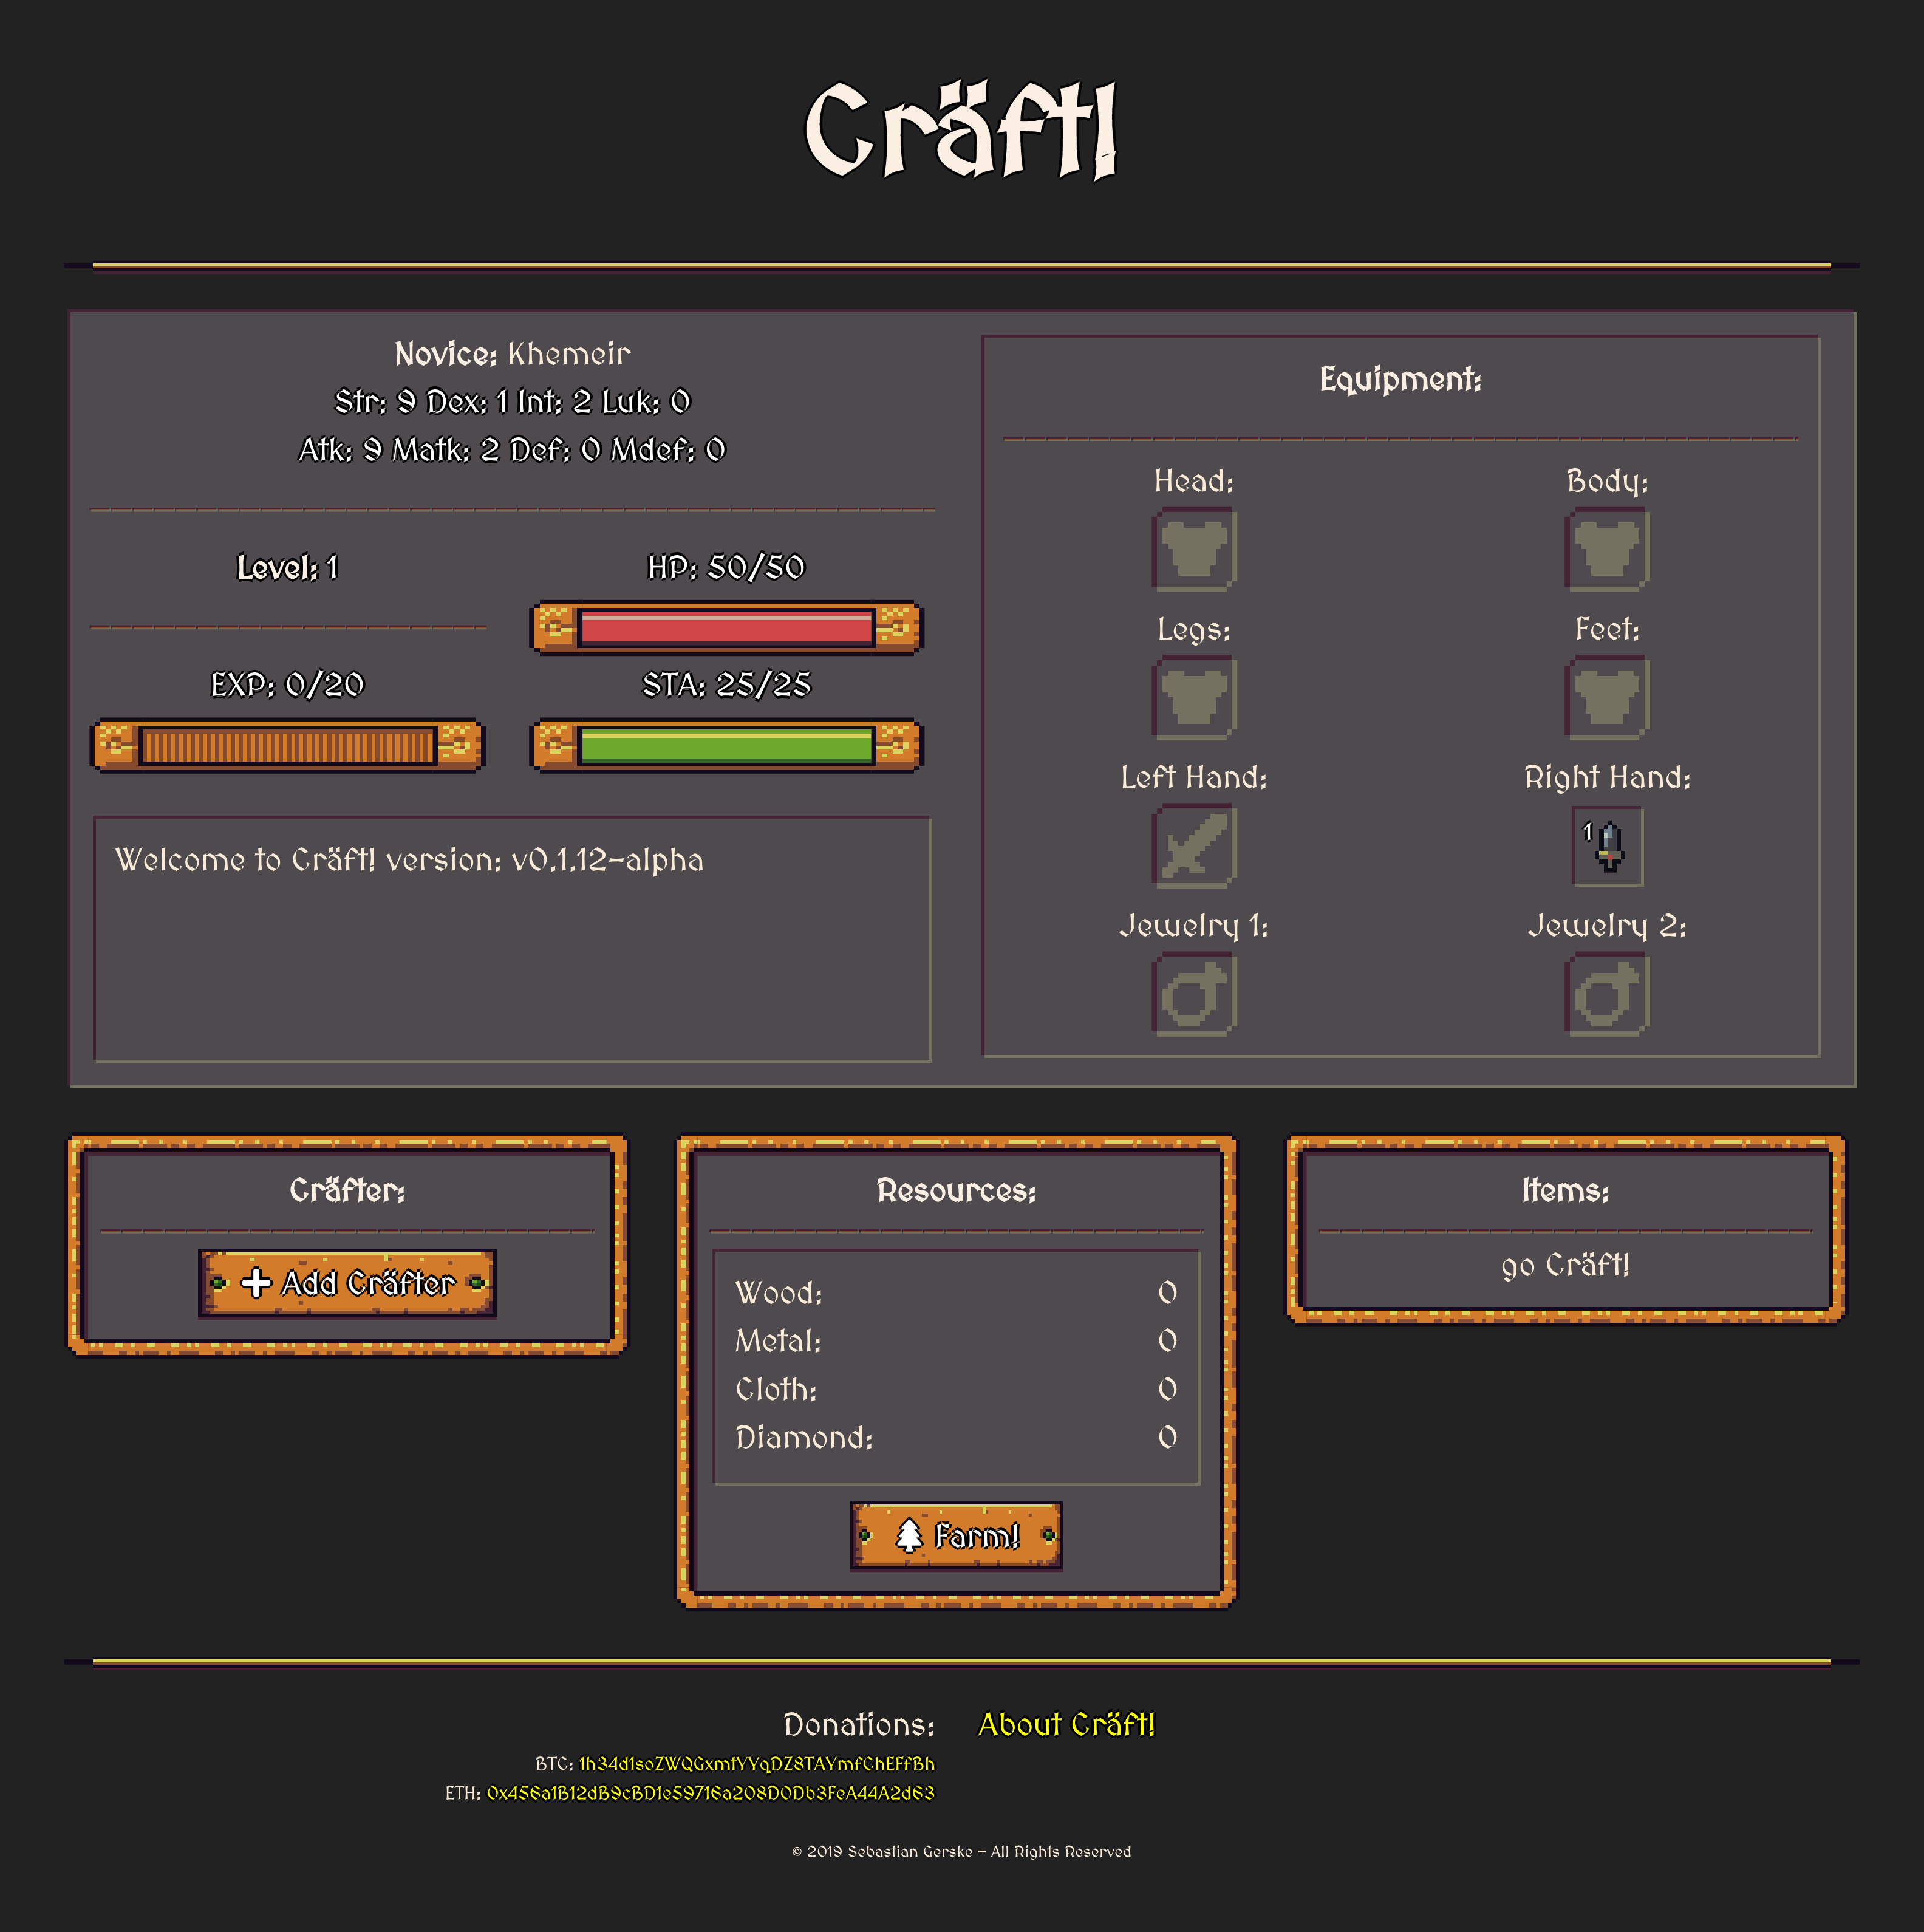 Cräft!
Novice: Khemeir
Str: 9 Dex: 1 Int: 2 Luk: 0
Atk: 9 Matk: 2 Def: 0 Mdef: 0
Level: 1
HP: 50/50
EXP: 0/20
STA: 25/25
Welcome to Cräft! version: v0.1.12-alpha
Equipment:
Head:
Body:
Legs:
Feet:
Left Hand:
Right Hand:
1
Jewelry 1:
Jewelry 2:
Cräfter:
Add Cräfter
Resources:
Wood: 0
Metal: 0
Cloth: 0
Diamond: 0
Farm!
Items:
go Cräft!
Donations:
About Cräft!
BTC: 1h34d1soZWQGxmtYYqDZ8TAYmfChEFfBh
ETH: 0x456a1B12dB9cBD1e59716a208D0Db3FeA44A2d63
© 2019 Sebastian Gerske - All Rights Reserved